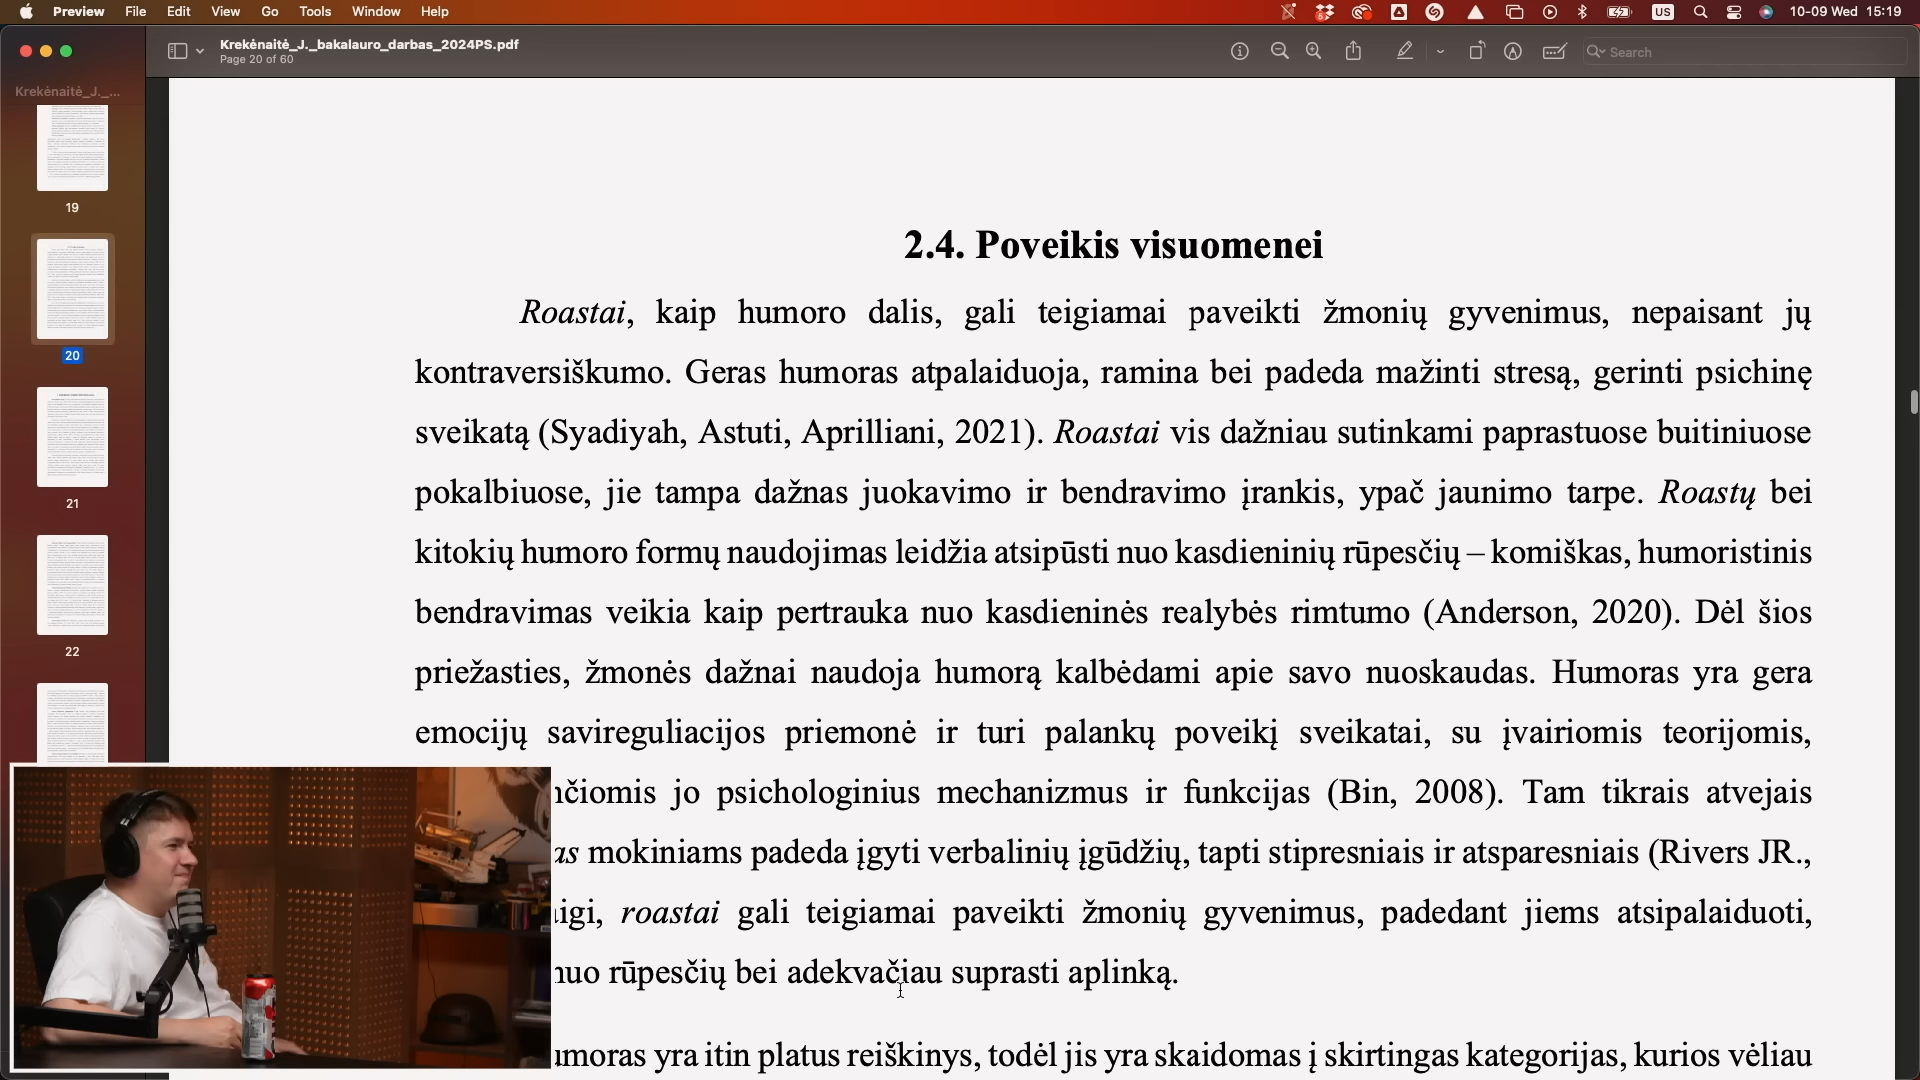 Preview File Edit View Go Tools Window Help
US 10-09 Wed 15:19
Krekėnaitė_J._bakalauro_darbas_2024PS.pdf
Page 20 of 60
Search
Krekėnaitė_J._...
19
20
21
22
2.4. Poveikis visuomenei
Roastai, kaip humoro dalis, gali teigiamai paveikti žmonių gyvenimus, nepaisant jų
kontraversiškumo. Geras humoras atpalaiduoja, ramina bei padeda mažinti stresą, gerinti psichinę
sveikatą (Syadiyah, Astuti, Aprilliani, 2021). Roastai vis dažniau sutinkami paprastuose buitiniuose
pokalbiuose, jie tampa dažnas juokavimo ir bendravimo įrankis, ypač jaunimo tarpe. Roastų bei
kitokių humoro formų naudojimas leidžia atsipūsti nuo kasdieninių rūpesčių – komiškas, humoristinis
bendravimas veikia kaip pertrauka nuo kasdieninės realybės rimtumo (Anderson, 2020). Dėl šios
priežasties, žmonės dažnai naudoja humorą kalbėdami apie savo nuoskaudas. Humoras yra gera
emocijų savireguliacijos priemonė ir turi palankų poveikį sveikatai, su įvairiomis teorijomis,
nčiomis jo psichologinius mechanizmus ir funkcijas (Bin, 2008). Tam tikrais atvejais
as mokiniams padeda įgyti verbalinių įgūdžių, tapti stipresniais ir atsparesniais (Rivers JR.,
igi, roastai gali teigiamai paveikti žmonių gyvenimus, padedant jiems atsipalaiduoti,
nuo rūpesčių bei adekvačiau suprasti aplinką.
umoras yra itin platus reiškinys, todėl jis yra skaidomas į skirtingas kategorijas, kurios vėliau